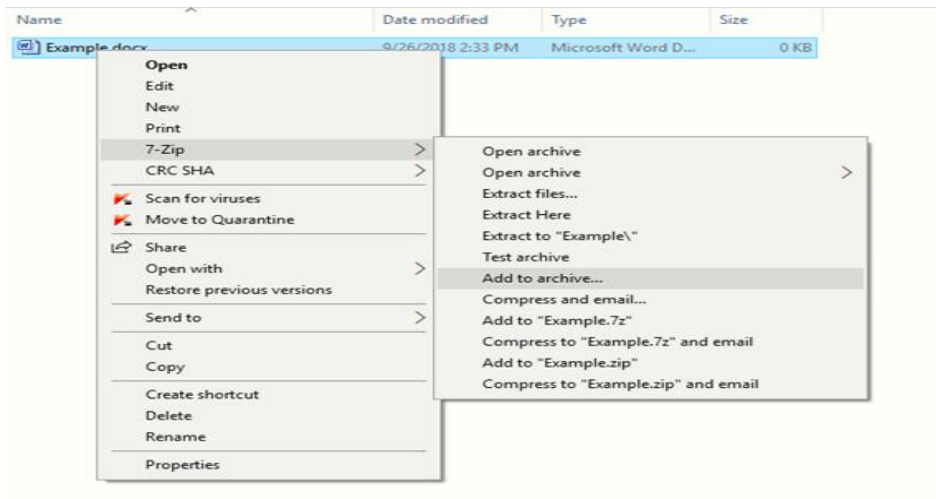 Name Date modified Type Size
Example.docx 9/26/2018 2:33 PM Microsoft Word D... 0 KB
Open
Edit
New
Print
7-Zip
CRC SHA
Scan for viruses
Move to Quarantine
Share
Open with
Restore previous versions
Send to
Cut
Copy
Create shortcut
Delete
Rename
Properties
Open archive
Open archive
Extract files...
Extract Here
Extract to "Example\"
Test archive
Add to archive...
Compress and email...
Add to "Example.7z"
Compress to "Example.7z" and email
Add to "Example.zip"
Compress to "Example.zip" and email